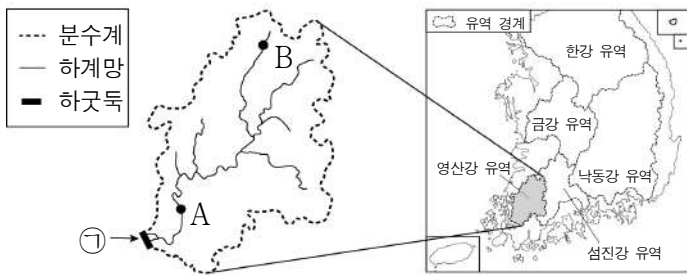 분수계
하계망
하굿둑
B
A
㉠
유역 경계
한강 유역
금강 유역
영산강 유역
낙동강 유역
섬진강 유역